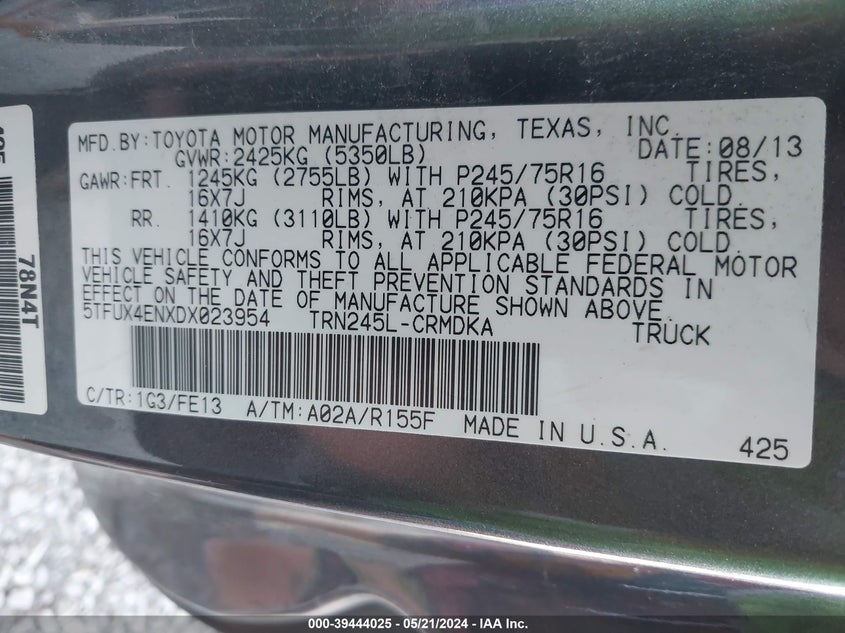 MFD.BY:TOYOTA MOTOR MANUFACTURING, TEXAS, INC.
GVWR:2425KG (5350LB) DATE:08/13
GAWR:FRT. 1245KG (2755LB) WITH P245/75R16 TIRES,
16X7J RIMS, AT 210KPA (30PSI) COLD.
RR. 1410KG (3110LB) WITH P245/75R16 TIRES,
16X7J RIMS, AT 210KPA (30PSI) COLD.
THIS VEHICLE CONFORMS TO ALL APPLICABLE FEDERAL MOTOR
VEHICLE SAFETY AND THEFT PREVENTION STANDARDS IN
EFFECT ON THE DATE OF MANUFACTURE SHOWN ABOVE.
5TFUX4ENXDX023954 TRN245L-CRMDKA TRUCK
C/TR:1G3/FE13 A/TM:A02A/R155F MADE IN U.S.A.
425
78N4T
000-39444025 - 05/21/2024 - IAA Inc.